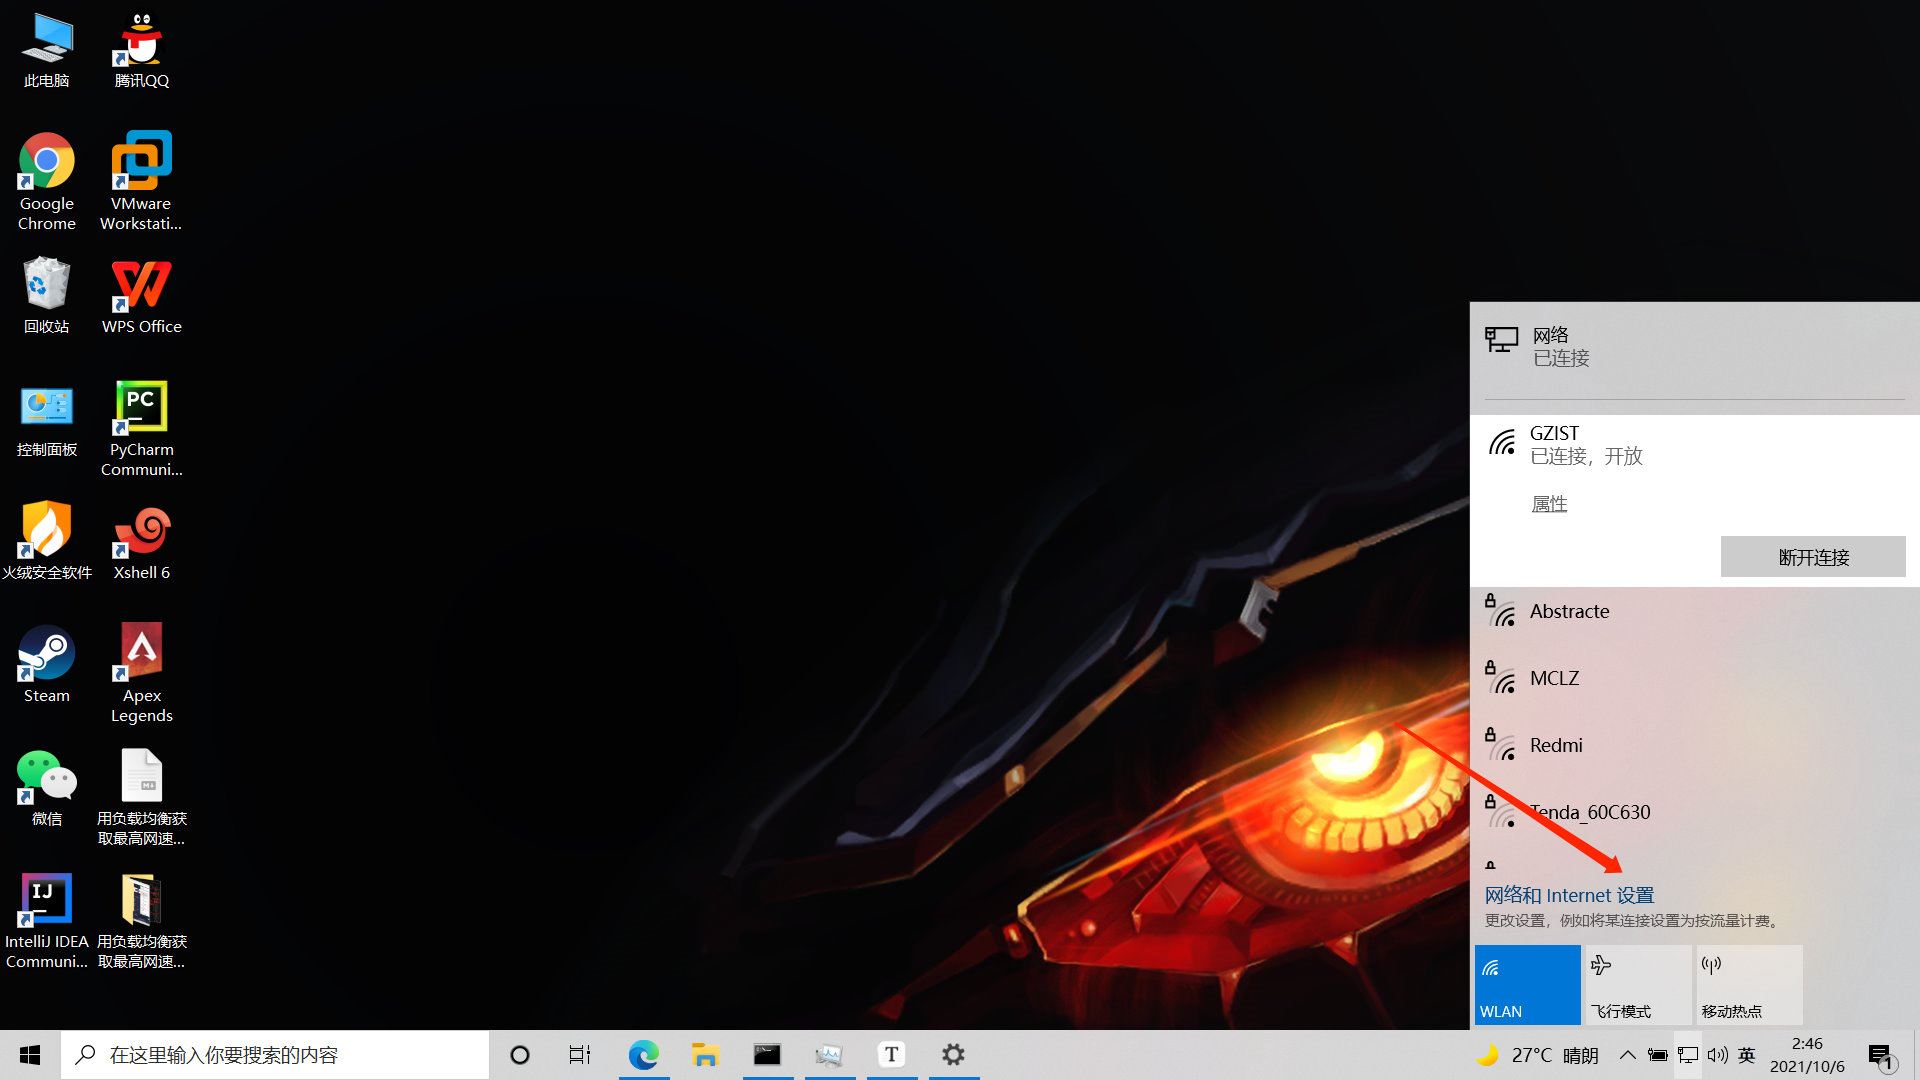 此电脑
腾讯QQ
Google
Chrome
VMware
Workstati...
回收站
WPS Office
控制面板
PC
PyCharm
Communi...
火绒安全软件
Xshell 6
Steam
Apex
Legends
微信
用负载均衡获
取最高网速...
IJ
IntelliJ IDEA
Communi...
用负载均衡获
取最高网速...
网络
已连接
GZIST
已连接，开放
属性
断开连接
Abstracte
MCLZ
Redmi
Tenda_60C630
网络和 Internet 设置
更改设置，例如将某连接设置为按流量计费。
WLAN
飞行模式
移动热点
在这里输入你要搜索的内容
T
27°C 晴朗
英
2:46
2021/10/6
1